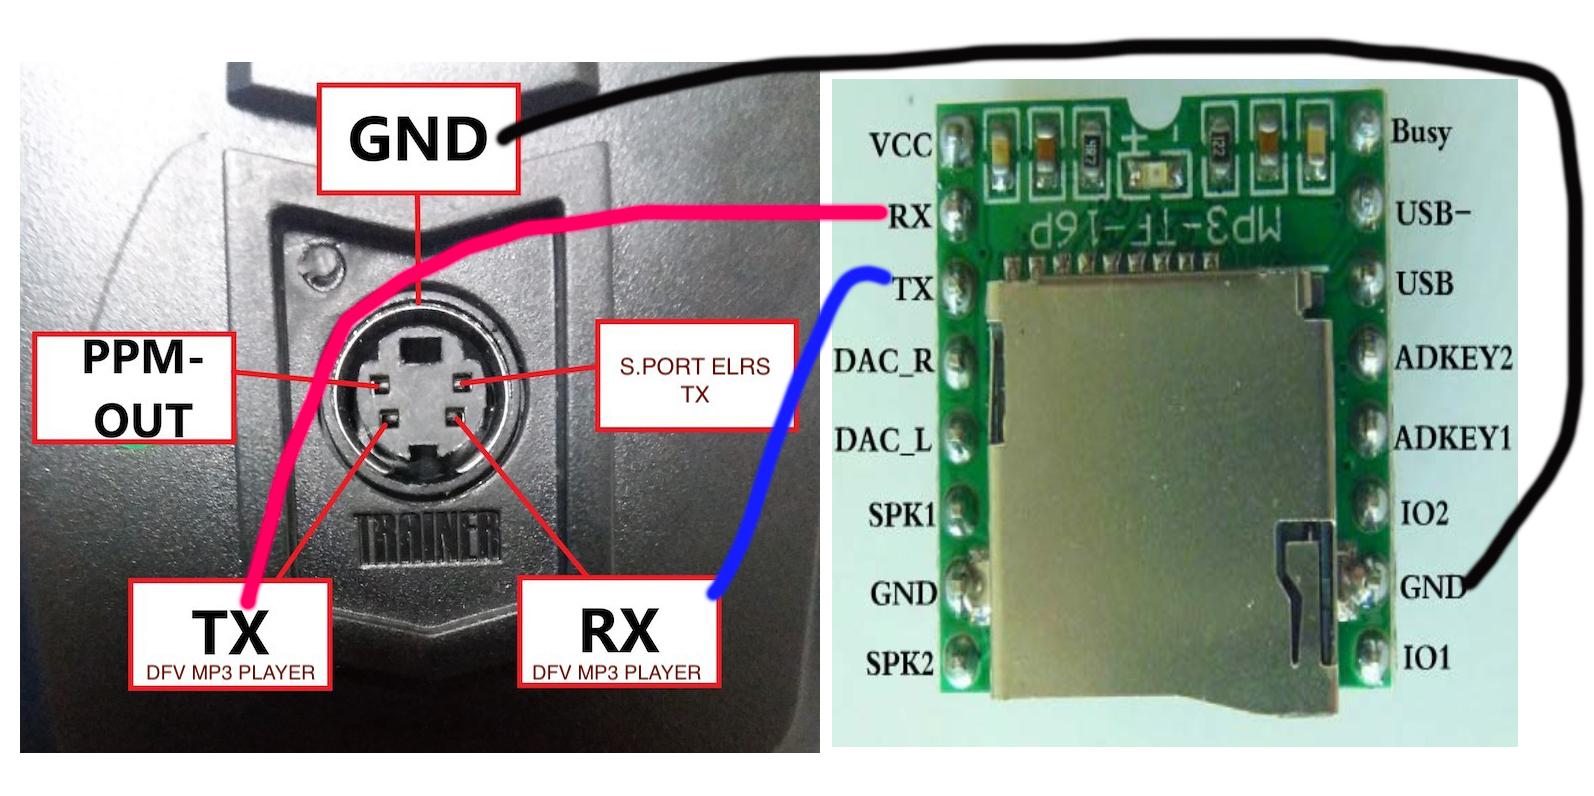 GND
PPM-
OUT
S.PORT ELRS
TX
TRAINER
TX
DFV MP3 PLAYER
RX
DFV MP3 PLAYER
VCC
RX
TX
DAC_R
DAC_L
SPK1
GND
SPK2
+ -
MP3-TF-16P
Busy
USB-
USB
ADKEY2
ADKEY1
IO2
GND
IO1